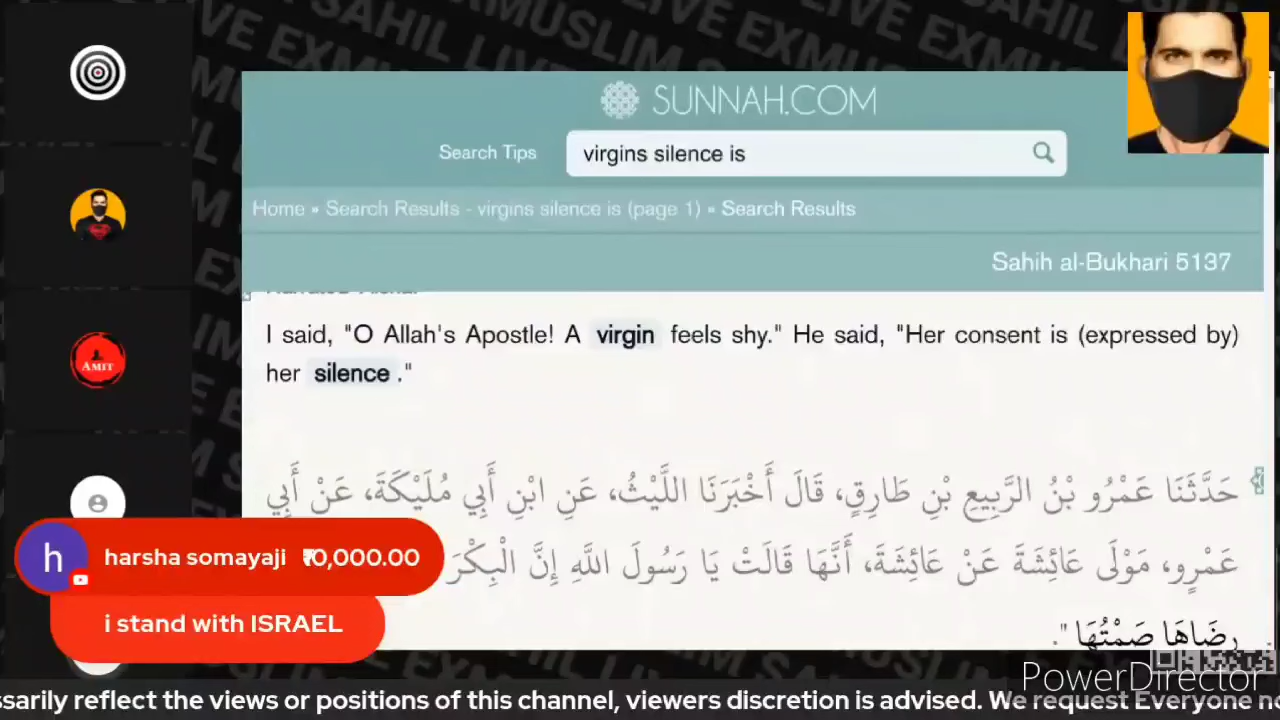 SUNNAH.COM
Search Tips
virgins silence is
Home » Search Results - virgins silence is (page 1) » Search Results
Sahih al-Bukhari 5137
I said, "O Allah's Apostle! A virgin feels shy." He said, "Her consent is (expressed by)
her silence ."
حَدَّثَنَا عَمْرُو بْنُ الرَّبِيعِ بْنِ طَارِقٍ، قَالَ أَخْبَرَنَا اللَّيْثُ، عَنِ ابْنِ أَبِي مُلَيْكَةَ، عَنْ أَبِي
عَمْرٍو، مَوْلَى عَائِشَةَ عَنْ عَائِشَةَ، أَنَّهَا قَالَتْ يَا رَسُولَ اللَّهِ إِنَّ الْبِكْرَ
رِضَاهَا صَمْتُهَا ".
AMIT
h
harsha somayaji
i stand with ISRAEL
PowerDirector
ssarily reflect the views or positions of this channel, viewers discretion is advised. We request Everyone